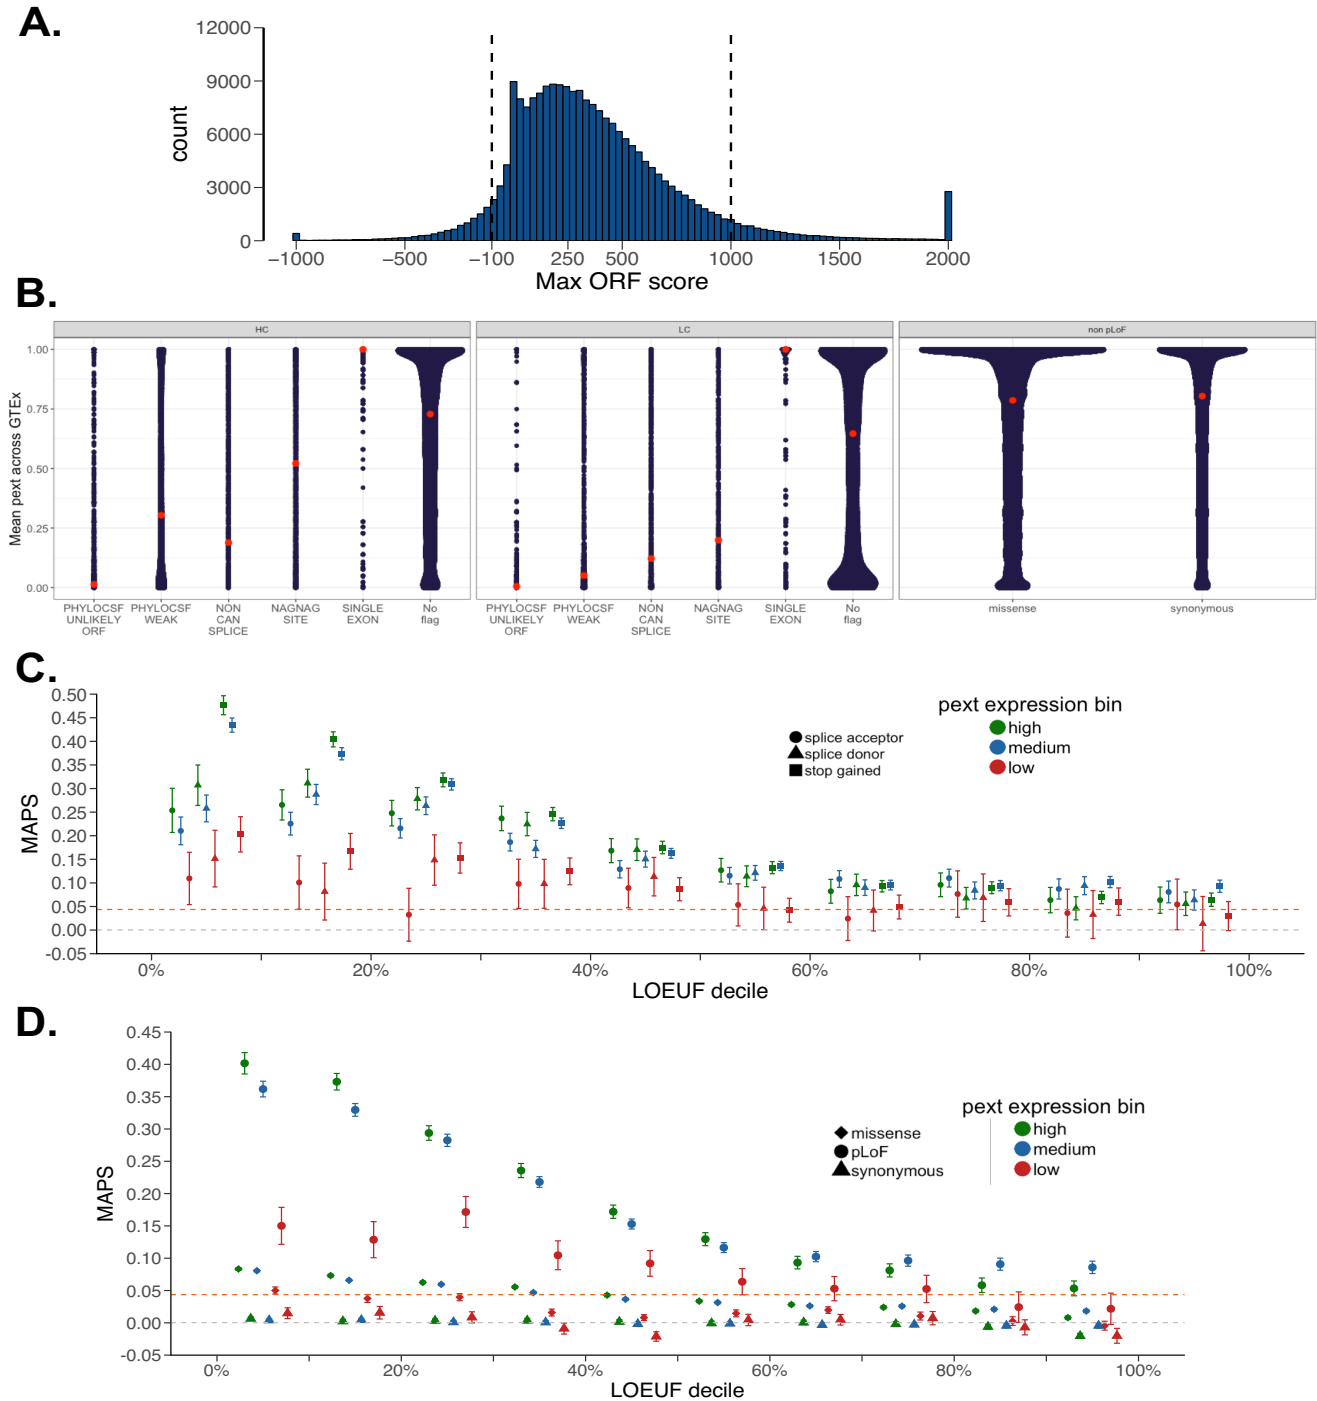 A.
12000
9000
6000
3000
0
count
−1000
−500
−100
250
500
1000
1500
2000
Max ORF score
B.
HC
LC
non pLoF
Mean pext across GTEx
1.00
0.75
0.50
0.25
0.00
PHYLOCSF
UNLIKELY
ORF
PHYLOCSF
WEAK
NON
CAN
SPLICE
NAGNAG
SITE
SINGLE
EXON
No
flag
PHYLOCSF
UNLIKELY
ORF
PHYLOCSF
WEAK
NON
CAN
SPLICE
NAGNAG
SITE
SINGLE
EXON
No
flag
missense
synonymous
C.
0.50
0.45
0.40
0.35
0.30
0.25
0.20
0.15
0.10
0.05
0.00
-0.05
MAPS
splice acceptor
splice donor
stop gained
pext expression bin
high
medium
low
0%
20%
40%
60%
80%
100%
LOEUF decile
D.
0.45
0.40
0.35
0.30
0.25
0.20
0.15
0.10
0.05
0.00
-0.05
MAPS
missense
pLoF
synonymous
pext expression bin
high
medium
low
0%
20%
40%
60%
80%
100%
LOEUF decile